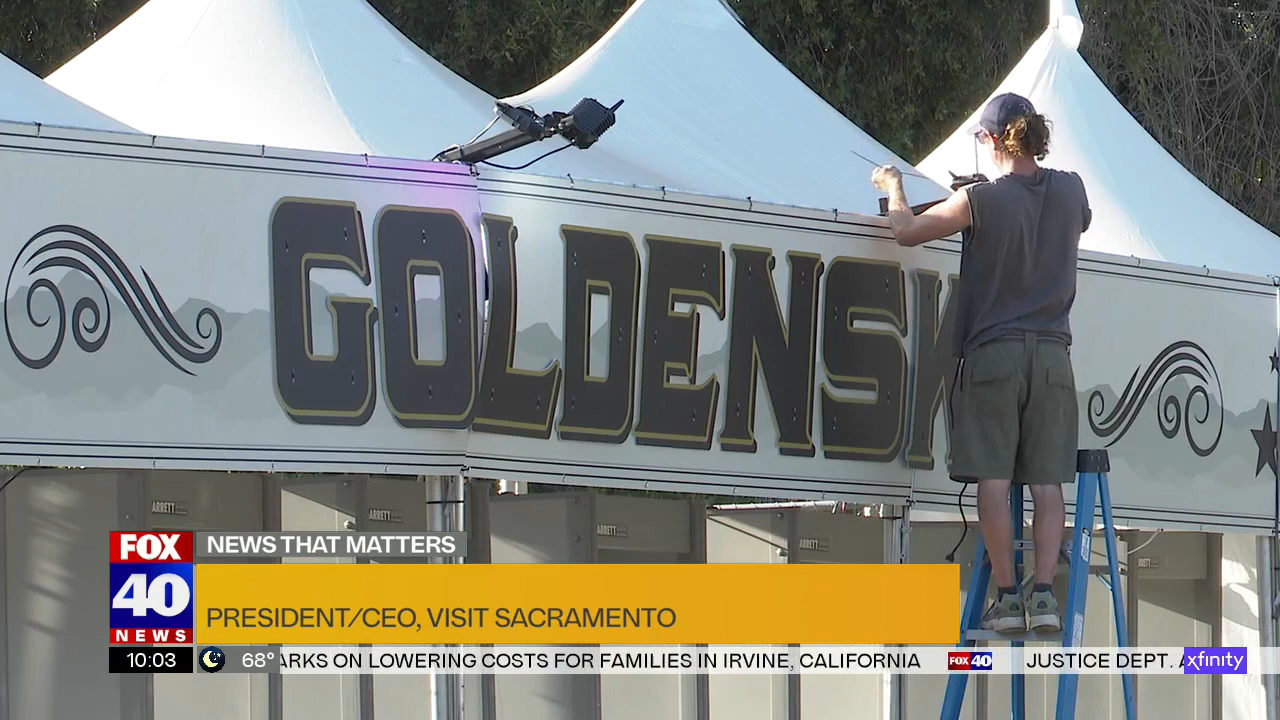 GOLDENSK
ARRETT
ARRETT
ARRETT
ARRETT
FOX
40
NEWS
NEWS THAT MATTERS
PRESIDENT/CEO, VISIT SACRAMENTO
10:03
68°
ARKS ON LOWERING COSTS FOR FAMILIES IN IRVINE, CALIFORNIA
FOX 40
JUSTICE DEPT.
xfinity